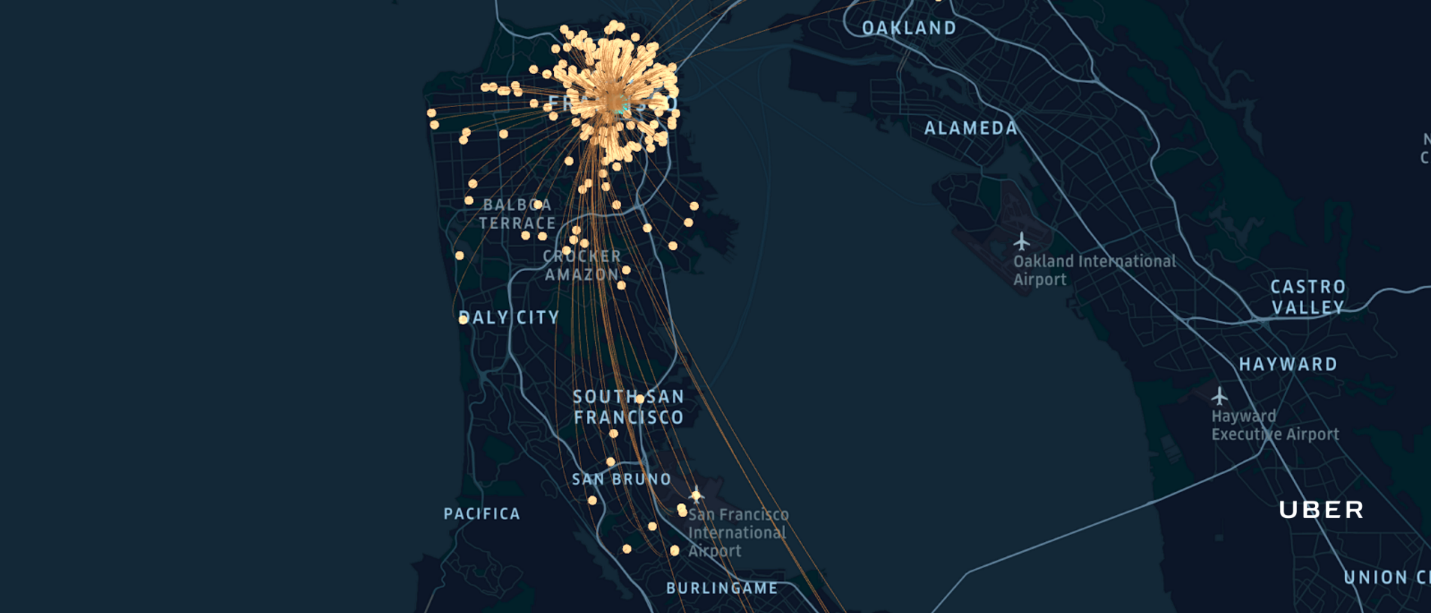 OAKLAND
ALAMEDA
BALBOA
TERRACE
CROCKER
AMAZON
Oakland International
Airport
CASTRO
VALLEY
DALY CITY
HAYWARD
SOUTH SAN
FRANCISCO
Hayward
Executive Airport
SAN BRUNO
PACIFICA
San Francisco
International
Airport
UBER
BURLINGAME
UNION C